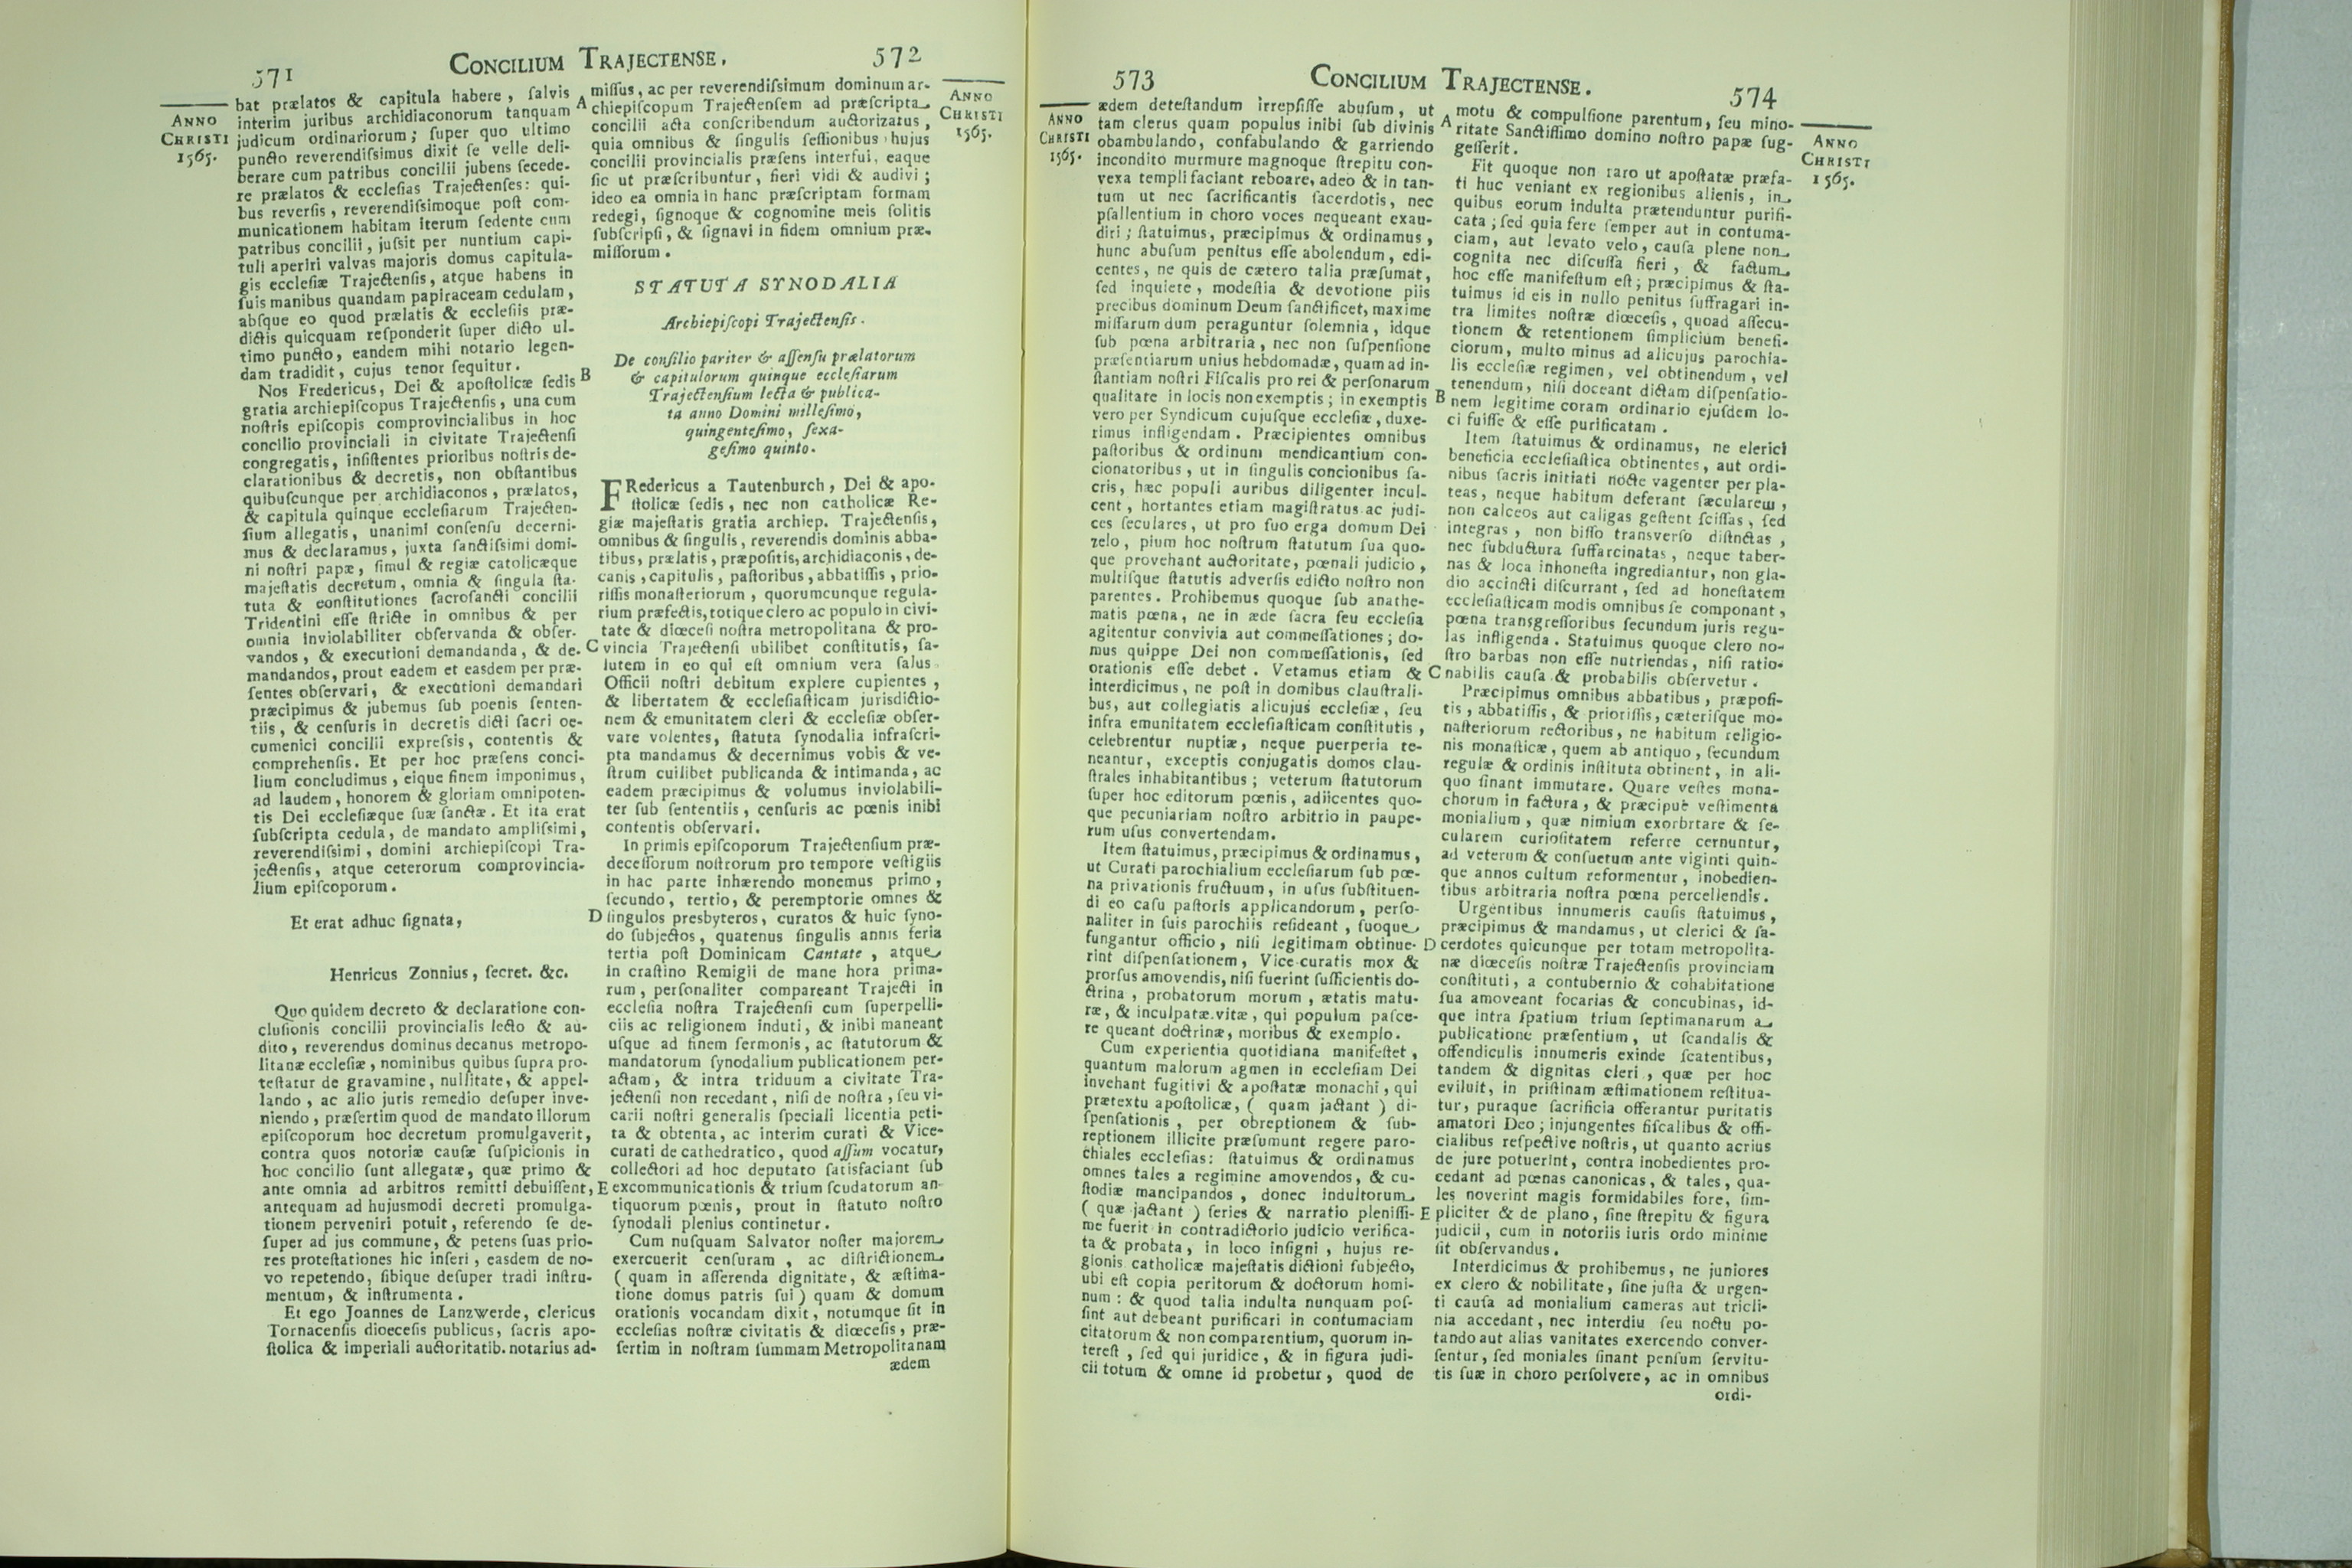 571
CONCILIUM TRAJECTENSE.
572
ANNO
CHRISTI
1565.
bat prælatos & capitula habere, ſalvis
interim juribus archidiaconorum tanquam
judicum ordinariorum; ſuper quo ultimo
puncto reverendiſsimus dixit ſe velle deli-
berare cum patribus concilii jubens ſecede-
re prælatos & eccleſias Trajectenſes: qui-
bus reverſis, reverendiſsimoque poſt com-
municationem habitam iterum ſedente cum
patribus concilii, juſsit per nuntium capi-
tuli aperiri valvas majoris domus capitula-
gis eccleſiæ Trajectenſis, atque habens in
ſuis manibus quandam papiraceam cedulam,
abſque eo quod prælatis & eccleſiis præ-
dictis quicquam reſponderit ſuper dicto ul-
timo puncto, eandem mihi notario legen-
dam tradidit, cujus tenor ſequitur.
Nos Fredericus, Dei & apoſtolicæ ſedis
gratia archiepiſcopus Trajectenſis, una cum
noſtris epiſcopis comprovincialibus in hoc
concilio provinciali in civitate Trajectenſi
congregatis, inſiſtentes prioribus noſtris de-
clarationibus & decretis, non obſtantibus
quibuſcunque per archidiaconos, prælatos,
& capitula quinque eccleſiarum Trajecten-
ſium allegatis, unanimi conſenſu decerni-
mus & declaramus, juxta ſanctiſsimi domi-
ni noſtri papæ, ſimul & regiæ catolicæque
majeſtatis decretum, omnia & ſingula ſta-
tuta & conſtitutiones ſacroſancti concilii
Tridentini eſſe ſtricte in omnibus & per
omnia inviolabiliter obſervanda & obſer-
vandos, & executioni demandanda, & de-
mandandos, prout eadem et easdem per præ-
ſentes obſervari, & executioni demandari
præcipimus & jubemus ſub poenis ſenten-
tiis, & cenſuris in decretis dicti ſacri oe-
cumenici concilii expreſsis, contentis &
comprehenſis. Et per hoc præſens conci-
lium concludimus, eique finem imponimus,
ad laudem, honorem & gloriam omnipoten-
tis Dei eccleſiæque ſuæ ſanctæ. Et ita erat
ſubſcripta cedula, de mandato ampliſsimi,
reverendiſsimi, domini archiepiſcopi Tra-
jectenſis, atque ceterorum comprovincia-
lium epiſcoporum.
Et erat adhuc ſignata,
Henricus Zonnius, ſecret. &c.
Quo quidem decreto & declaratione con-
cluſionis concilii provincialis lecto & au-
dito, reverendus dominus decanus metropo-
litanæ eccleſiæ, nominibus quibus ſupra pro-
teſtatur de gravamine, nullitate, & appel-
lando, ac alio juris remedio deſuper inve-
niendo, præſertim quod de mandato illorum
epiſcoporum hoc decretum promulgaverit,
contra quos notoriæ cauſæ ſuſpicionis in
hoc concilio ſunt allegatæ, quæ primo &
ante omnia ad arbitros remitti debuiſſent,
antequam ad hujusmodi decreti promulga-
tionem perveniri potuit, referendo ſe de-
ſuper ad jus commune, & petens ſuas prio-
res proteſtationes hic inſeri, easdem de no-
vo repetendo, ſibique deſuper tradi inſtru-
mentum, & inſtrumenta.
Et ego Joannes de Lanzwerde, clericus
Tornacenſis dioeceſis publicus, ſacris apo-
ſtolica & imperiali auctoritatib. notarius ad-
A
B
C
D
E
miſſus, ac per reverendiſsimum dominum ar-
chiepiſcopum Trajectenſem ad præſcripta
concilii acta conſcribendum auctorizatus,
quia omnibus & ſingulis ſeſſionibus hujus
concilii provincialis præſens interfui, eaque
ſic ut præſcribuntur, fieri vidi & audivi;
ideo ea omnia in hanc præſcriptam formam
redegi, ſignoque & cognomine meis ſolitis
ſubſcripſi, & ſignavi in fidem omnium præ-
miſſorum.
STATUTA SYNODALIA
Archiepiſcopi Trajectenſis.
De conſilio pariter & aſſenſu prælatorum
& capitulorum quinque eccleſiarum
Trajectenſium lecta & publica-
ta anno Domini milleſimo,
quingenteſimo, ſexa-
geſimo quinto.
FRedericus a Tautenburch, Dei & apo-
ſtolicæ ſedis, nec non catholicæ Re-
giæ majeſtatis gratia archiep. Trajectenſis,
omnibus & ſingulis, reverendis dominis abba-
tibus, prælatis, præpoſitis, archidiaconis, de-
canis, capitulis, paſtoribus, abbatiſſis, prio-
riſſis monaſteriorum, quorumcunque regula-
rium præfectis, totique clero ac populo in civi-
tate & diœceſi noſtra metropolitana & pro-
vincia Trajectenſi ubilibet conſtitutis, ſa-
lutem in eo qui eſt omnium vera ſalus
Officii noſtri debitum explere cupientes,
& libertatem & eccleſiaſticam jurisdictio-
nem & emunitatem cleri & eccleſiæ obſer-
vare volentes, ſtatuta ſynodalia infraſcri-
pta mandamus & decernimus vobis & ve-
ſtrum cuilibet publicanda & intimanda, ac
eadem præcipimus & volumus inviolabili-
ter ſub ſententiis, cenſuris ac pœnis inibi
contentis obſervari.
In primis epiſcoporum Trajectenſium præ-
deceſſorum noſtrorum pro tempore veſtigiis
in hac parte inhærendo monemus primo,
ſecundo, tertio, & peremptorie omnes &
ſingulos presbyteros, curatos & huic ſyno-
do ſubjectos, quatenus ſingulis annis feria
tertia poſt Dominicam Cantate, atque
in craſtino Remigii de mane hora prima-
rum, perſonaliter compareant Trajecti in
eccleſia noſtra Trajectenſi cum ſuperpelli-
ciis ac religionem induti, & inibi maneant
uſque ad finem ſermonis, ac ſtatutorum &
mandatorum ſynodalium publicationem per-
actam, & intra triduum a civitate Tra-
jectenſi non recedant, niſi de noſtra, ſeu vi-
carii noſtri generalis ſpeciali licentia peti-
ta & obtenta, ac interim curati & Vice-
curati de cathedratico, quod aſſum vocatur,
collectori ad hoc deputato ſatisfaciant ſub
excommunicationis & trium ſcudatorum an-
tiquorum pœnis, prout in ſtatuto noſtro
ſynodali plenius continetur.
Cum nuſquam Salvator noſter majorem
exercuerit cenſuram, ac diſtrictionem
(quam in aſſerenda dignitate, & æſtima-
tione domus patris ſui) quam & domum
orationis vocandam dixit, notumque ſit in
eccleſias noſtræ civitatis & diœceſis, præ-
ſertim in noſtram ſummam Metropolitanam
ædem
ANNO
CHRISTI
1565.
573
CONCILIUM TRAJECTENSE.
574
ANNO
CHRISTI
1565.
ædem deteſtandum irrepſiſſe abuſum, ut
tam clerus quam populus inibi ſub divinis
obambulando, confabulando & garriendo
incondito murmure magnoque ſtrepitu con-
vexa templi faciant reboare, adeo & in tan-
tum ut nec ſacrificantis ſacerdotis, nec
pſallentium in choro voces nequeant exau-
diri; ſtatuimus, præcipimus & ordinamus,
hunc abuſum penitus eſſe abolendum, edi-
centes, ne quis de cætero talia præſumat,
ſed inquiete, modeſtia & devotione piis
precibus dominum Deum ſanctificet, maxime
miſſarum dum peraguntur ſolemnia, idque
ſub pœna arbitraria, nec non ſuſpenſione
præſentiarum unius hebdomadæ, quam ad in-
ſtantiam noſtri Fiſcalis pro rei & perſonarum
qualitate in locis non exemptis; in exemptis
vero per Syndicum cujuſque eccleſiæ, duxe-
rimus infligendam. Præcipientes omnibus
paſtoribus & ordinum mendicantium con-
cionatoribus, ut in ſingulis concionibus ſa-
cris, hæc populi auribus diligenter incul-
cent, hortantes etiam magiſtratus ac judi-
ces ſeculares, ut pro ſuo erga domum Dei
zelo, pium hoc noſtrum ſtatutum ſua quo-
que provehant auctoritate, pœnali judicio,
multiſque ſtatutis adverſis edicto noſtro non
parentes. Prohibemus quoque ſub anathe-
matis pœna, ne in æde ſacra ſeu eccleſia
agitentur convivia aut commeſſationes; do-
mus quippe Dei non commeſſationis, ſed
orationis eſſe debet. Vetamus etiam &
interdicimus, ne poſt in domibus clauſtrali-
bus, aut collegiatis alicujus eccleſiæ, ſeu
infra emunitatem eccleſiaſticam conſtitutis,
celebrentur nuptiæ, neque puerperia te-
neantur, exceptis conjugatis domos clau-
ſtrales inhabitantibus; veterum ſtatutorum
ſuper hoc editorum pœnis, adiicentes quo-
que pecuniariam noſtro arbitrio in paupe-
rum uſus convertendam.
Item ſtatuimus, præcipimus & ordinamus,
ut Curati parochialium eccleſiarum ſub pœ-
na privationis fructuum, in uſus ſubſtituen-
di eo caſu paſtoris applicandorum, perſo-
naliter in ſuis parochiis reſideant, ſuoque
fungantur officio, niſi legitimam obtinue-
rint diſpenſationem, Vice curatis mox &
prorſus amovendis, niſi fuerint ſufficientis do-
ctrina, probatorum morum, ætatis matu-
ræ, & inculpatæ vitæ, qui populum paſce-
re queant doctrinæ, moribus & exemplo.
Cum experientia quotidiana manifeſtet,
quantum malorum agmen in eccleſiam Dei
invehant fugitivi & apoſtatæ monachi, qui
prætextu apoſtolicæ, (quam jactant) di-
ſpenſationis, per obreptionem & ſub-
reptionem illicite præſumunt regere paro-
chiales eccleſias: ſtatuimus & ordinamus
omnes tales a regimine amovendos, & cu-
ſtodiæ mancipandos, donec indultorum
(quæ jactant) ſeries & narratio pleniſſi-
me fuerit in contradictorio judicio verifica-
ta & probata, in loco inſigni, hujus re-
gionis catholicæ majeſtatis dictioni ſubjecto,
ubi eſt copia peritorum & doctorum homi-
num: & quod talia indulta nunquam poſ-
ſint aut debeant purificari in contumaciam
citatorum & non comparentium, quorum in-
tereſt, ſed qui juridice, & in figura judi-
cii totum & omne id probetur, quod de
A
B
C
D
E
motu & compulſione parentum, ſeu mino-
ritate Sanctiſſimo domino noſtro papæ ſug-
geſſerit.
Fit quoque non raro ut apoſtatæ præfa-
ti huc veniant ex regionibus alienis, in
quibus eorum indulta prætenduntur purifi-
cata; ſed quia fere ſemper aut in contuma-
ciam, aut levato velo, cauſa plene non
cognita nec diſcuſſa fieri, & factum
hoc eſſe manifeſtum eſt; præcipimus & ſta-
tuimus id eis in nullo penitus ſuffragari in-
tra limites noſtræ diœceſis, quoad aſſecu-
tionem & retentionem ſimplicium benefi-
ciorum, multo minus ad alicujus parochia-
lis eccleſiæ regimen, vel obtinendum, vel
tenendum, niſi doceant dictam diſpenſatio-
nem legitime coram ordinario ejuſdem lo-
ci fuiſſe & eſſe purificatam.
Item ſtatuimus & ordinamus, ne elerici
beneficia eccleſiaſtica obtinentes, aut ordi-
nibus ſacris initiati nocte vagenter per pla-
teas, neque habitum deferant ſæcularem,
non calceos aut caligas geſtent ſciſſas, ſed
integras, non biſſo transverſo diſtnctas,
nec ſubductura ſuffarcinatas, neque taber-
nas & loca inhoneſta ingrediantur, non gla-
dio accincti diſcurrant, ſed ad honeſtatem
eccleſiaſticam modis omnibus ſe componant,
pœna transgreſſoribus ſecundum juris regu-
las infligenda. Statuimus quoque clero no-
ſtro barbas non eſſe nutriendas, niſi ratio-
nabilis cauſa & probabilis obſervetur.
Præcipimus omnibus abbatibus, præpoſi-
tis, abbatiſſis, & prioriſſis, cæteriſque mo-
naſteriorum rectoribus, ne habitum religio-
nis monaſticæ, quem ab antiquo, ſecundum
regulæ & ordinis inſtituta obtinent, in ali-
quo ſinant immutare. Quare veſtes mona-
chorum in factura, & præcipuè veſtimenta
monialium, quæ nimium exorbrtare & ſe-
cularem curioſitatem referre cernuntur,
ad veterum & conſuetum ante viginti quin-
que annos cultum reformentur, inobedien-
tibus arbitraria noſtra pœna percellendis.
Urgentibus innumeris cauſis ſtatuimus,
præcipimus & mandamus, ut clerici & ſa-
cerdotes quicunque per totam metropolita-
næ diœceſis noſtræ Trajectenſis provinciam
conſtituti, a contubernio & cohabitatione
ſua amoveant focarias & concubinas, id-
que intra ſpatium trium ſeptimanarum a
publicatione præſentium, ut ſcandalis &
offendiculis innumeris exinde ſcatentibus,
tandem & dignitas cleri, quæ per hoc
eviluit, in priſtinam æſtimationem reſtitua-
tur, puraque ſacrificia offerantur puritatis
amatori Deo; injungentes fiſcalibus & offi-
cialibus reſpective noſtris, ut quanto acrius
de jure potuerint, contra inobedientes pro-
cedant ad pœnas canonicas, & tales, qua-
les noverint magis formidabiles fore, ſim-
pliciter & de plano, ſine ſtrepitu & figura
judicii, cum in notoriis iuris ordo minime
ſit obſervandus.
Interdicimus & prohibemus, ne juniores
ex clero & nobilitate, ſine juſta & urgen-
ti cauſa ad monialium cameras aut tricli-
nia accedant, nec interdiu ſeu noctu po-
tando aut alias vanitates exercendo conver-
ſentur, ſed moniales ſinant penſum ſervitu-
tis ſuæ in choro perſolvere, ac in omnibus
ordi-
ANNO
CHRISTI
1565.